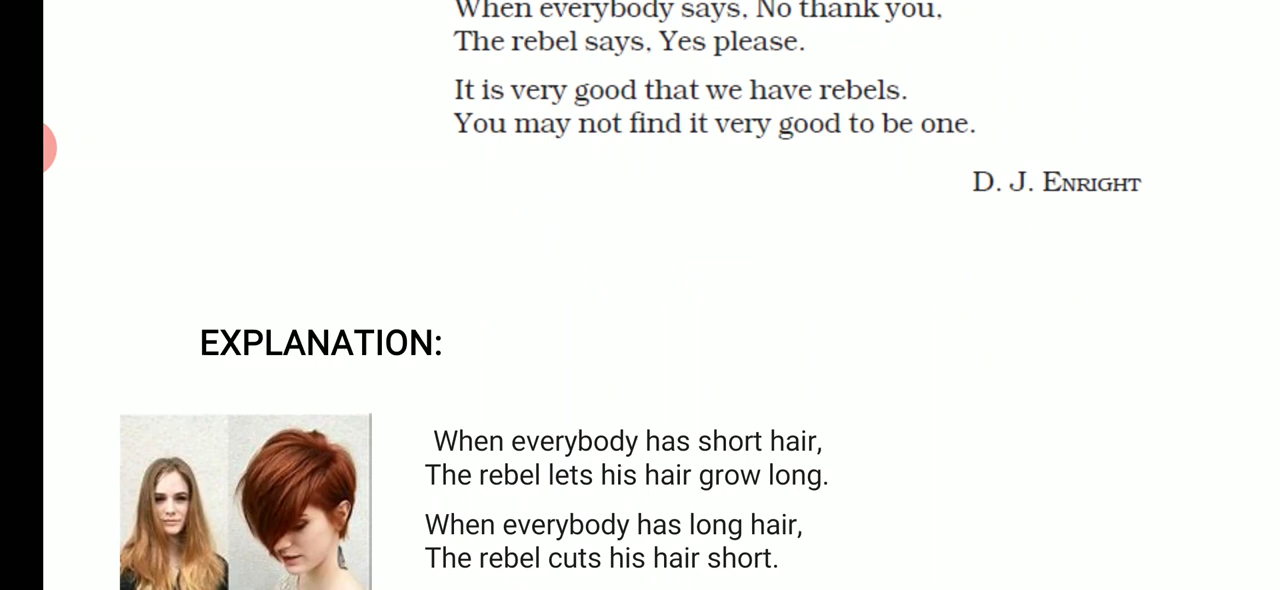 When everybody says, No thank you,
The rebel says, Yes please.
It is very good that we have rebels.
You may not find it very good to be one.
D. J. ENRIGHT
EXPLANATION:
When everybody has short hair,
The rebel lets his hair grow long.
When everybody has long hair,
The rebel cuts his hair short.